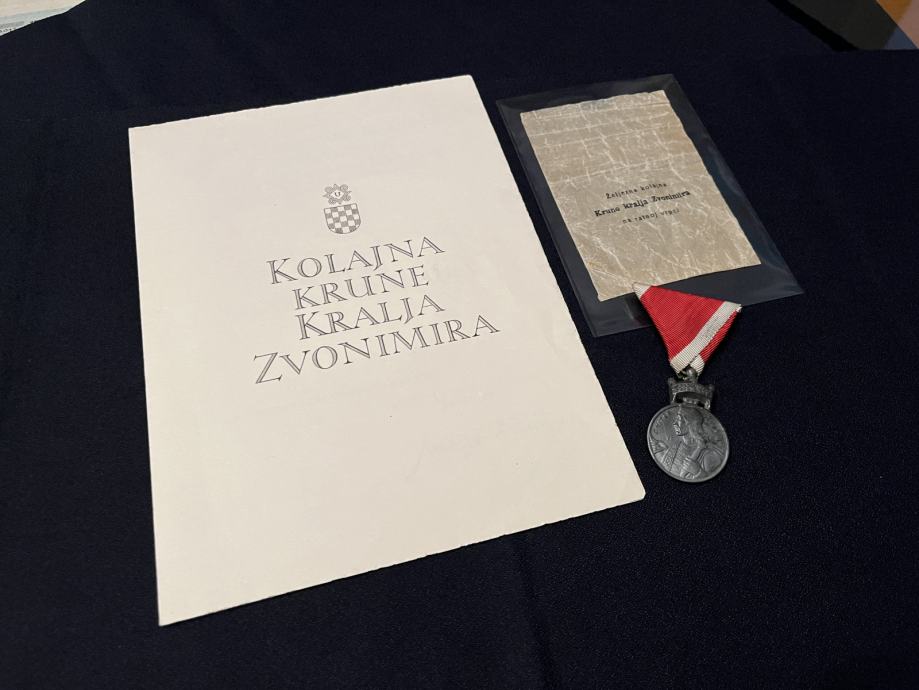 U
KOLAJNA
KRUNE
KRALJA
ZVONIMIRA
Željezna kolajna
Krune kralja Zvonimira
na ratnoj vrpci